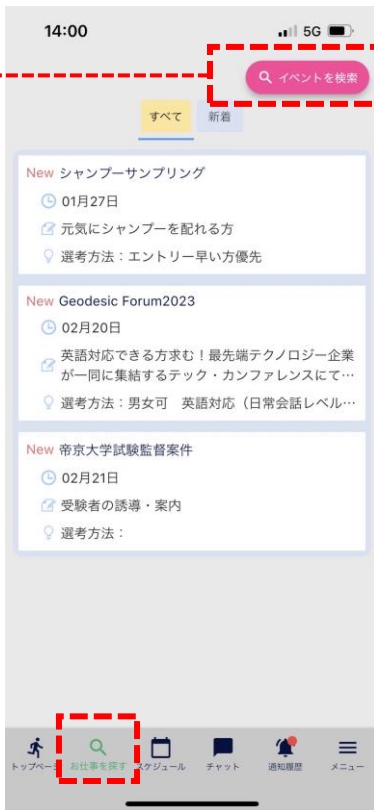 14:00
5G
イベントを検索
すべて
新着
New シャンプーサンプリング
01月27日
元気にシャンプーを配れる方
選考方法：エントリー早い方優先
New Geodesic Forum2023
02月20日
英語対応できる方求む！最先端テクノロジー企業
が一同に集結するテック・カンファレンスにて…
選考方法：男女可　英語対応（日常会話レベル…
New 帝京大学試験監督案件
02月21日
受験者の誘導・案内
選考方法：
トップページ
お仕事を探す
スケジュール
チャット
通知履歴
メニュー